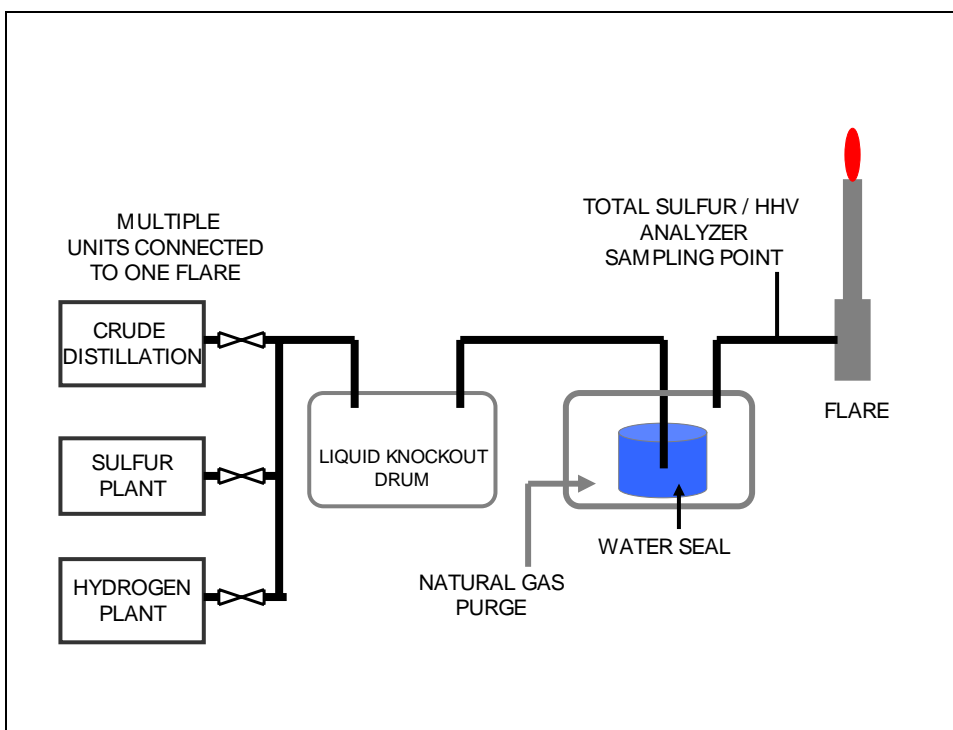 MULTIPLE
UNITS CONNECTED
TO ONE FLARE
CRUDE
DISTILLATION
SULFUR
PLANT
HYDROGEN
PLANT
LIQUID KNOCKOUT
DRUM
NATURAL GAS
PURGE
WATER SEAL
TOTAL SULFUR / HHV
ANALYZER
SAMPLING POINT
FLARE